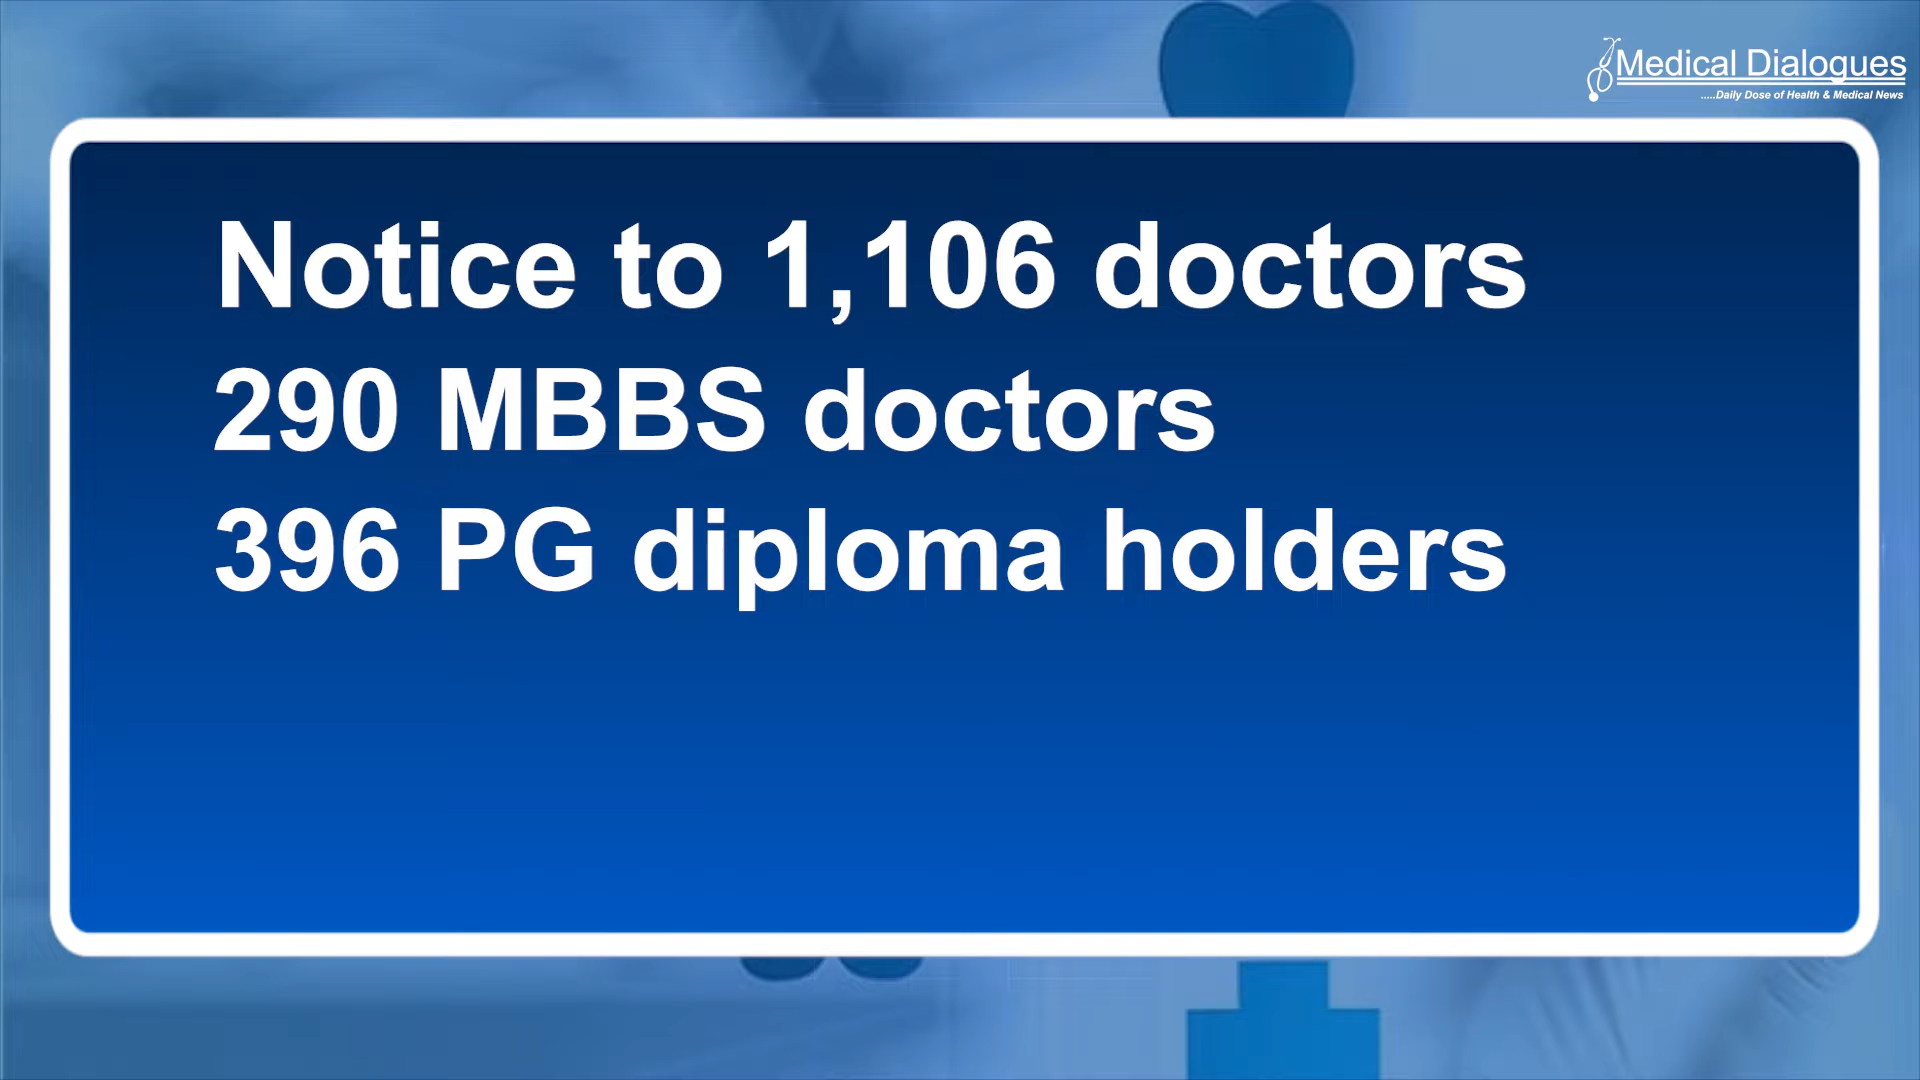 Medical Dialogues
.....Daily Dose of Health & Medical News
Notice to 1,106 doctors
290 MBBS doctors
396 PG diploma holders